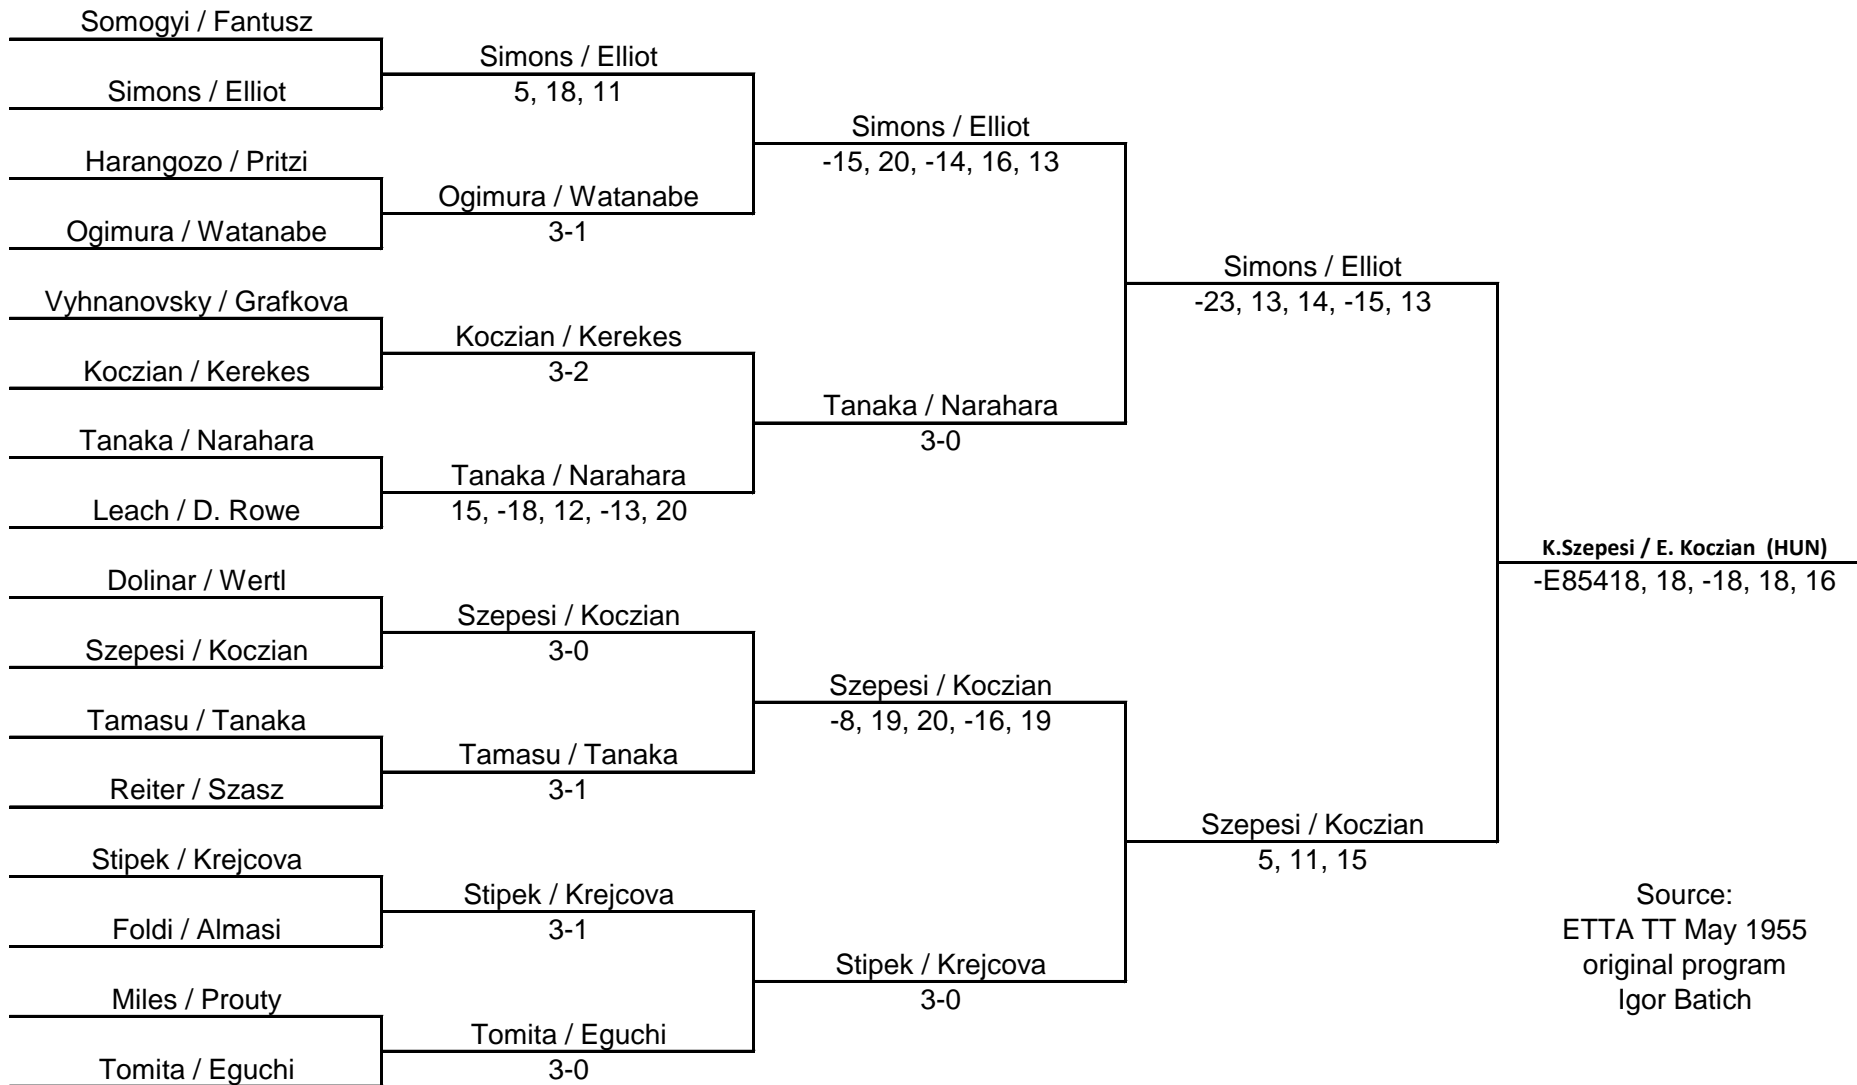 Somogyi / Fantusz
Simons / Elliot
Simons / Elliot
5, 18, 11
Simons / Elliot
-15, 20, -14, 16, 13
Harangozo / Pritzi
Ogimura / Watanabe
Ogimura / Watanabe
3-1
Simons / Elliot
-23, 13, 14, -15, 13
Vyhnanovsky / Grafkova
Koczian / Kerekes
Koczian / Kerekes
3-2
Tanaka / Narahara
3-0
Tanaka / Narahara
Tanaka / Narahara
15, -18, 12, -13, 20
Leach / D. Rowe
K.Szepesi / E. Koczian (HUN)
-E85418, 18, -18, 18, 16
Dolinar / Wertl
Szepesi / Koczian
3-0
Szepesi / Koczian
Szepesi / Koczian
-8, 19, 20, -16, 19
Tamasu / Tanaka
Tamasu / Tanaka
3-1
Reiter / Szasz
Szepesi / Koczian
5, 11, 15
Stipek / Krejcova
Stipek / Krejcova
3-1
Foldi / Almasi
Stipek / Krejcova
3-0
Miles / Prouty
Tomita / Eguchi
3-0
Tomita / Eguchi
Source:
ETTA TT May 1955
original program
Igor Batich